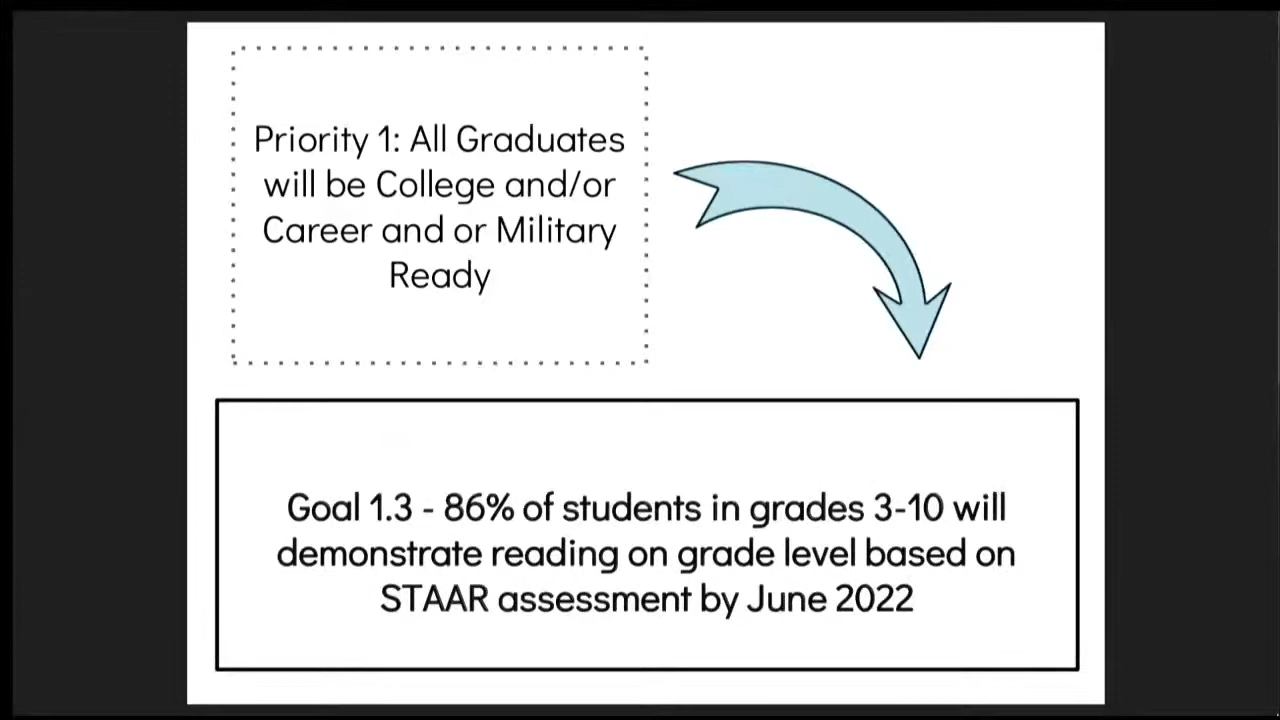 Priority 1: All Graduates
will be College and/or
Career and or Military
Ready
Goal 1.3 - 86% of students in grades 3-10 will
demonstrate reading on grade level based on
STAAR assessment by June 2022